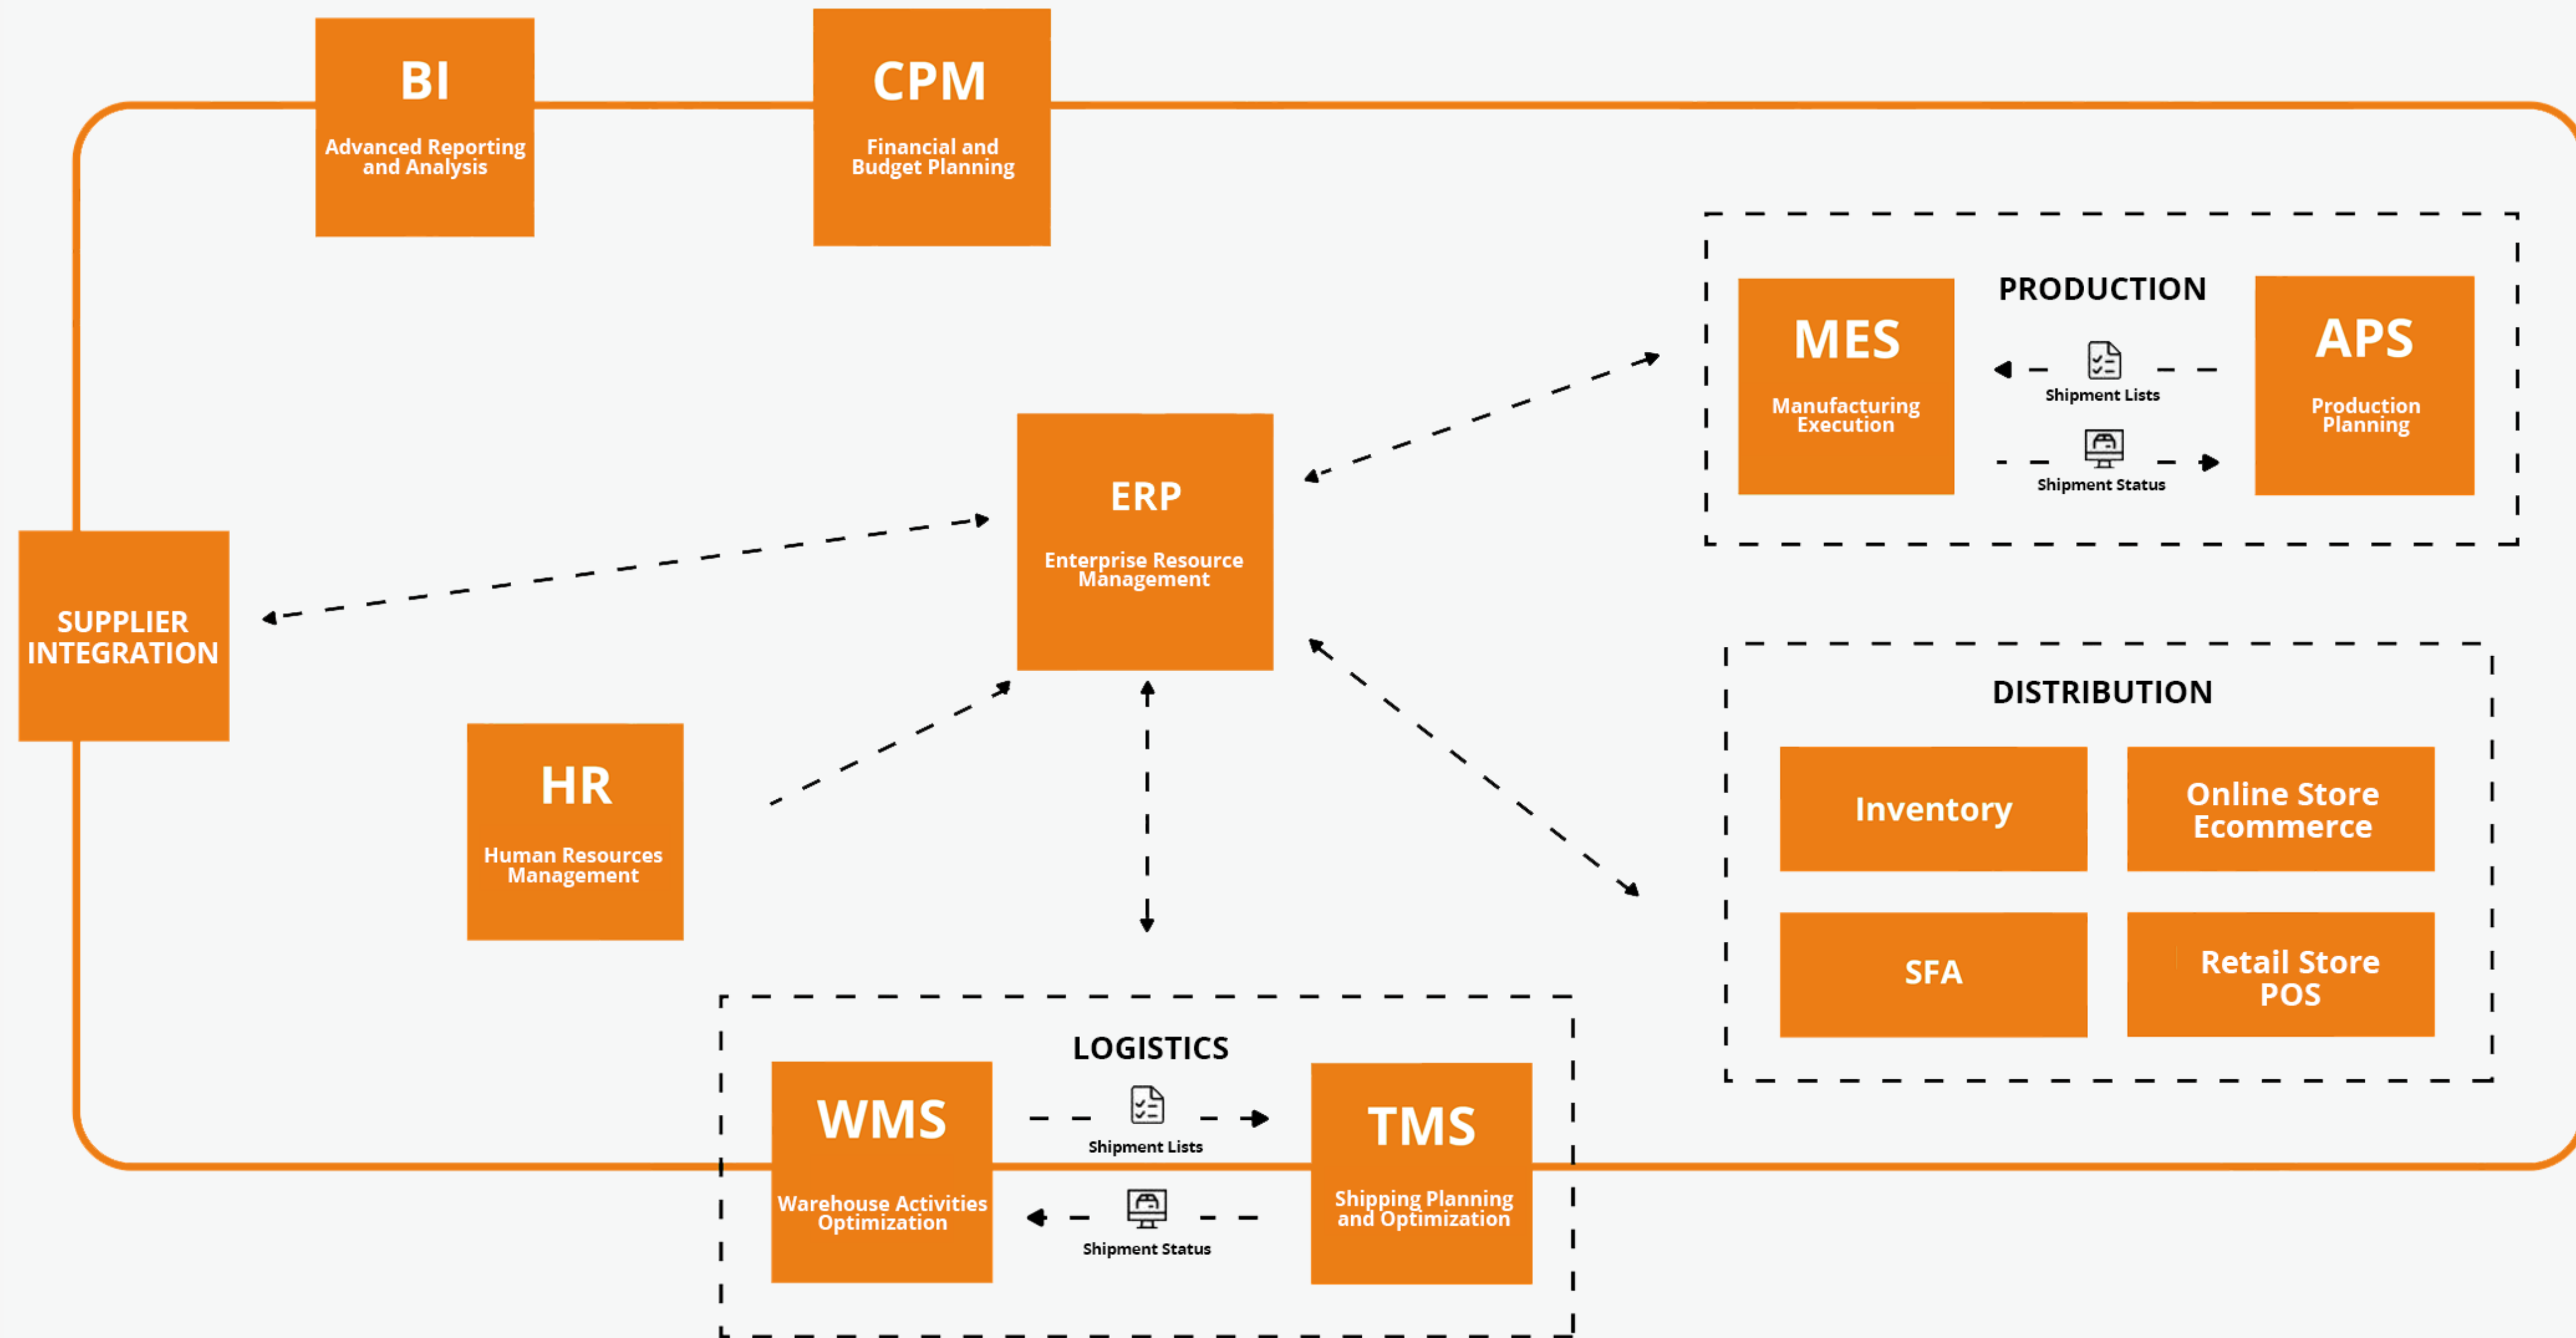 BI
Advanced Reporting
and Analysis
CPM
Financial and
Budget Planning
PRODUCTION
MES
Manufacturing
Execution
Shipment Lists
Shipment Status
APS
Production
Planning
ERP
Enterprise Resource
Management
SUPPLIER
INTEGRATION
HR
Human Resources
Management
DISTRIBUTION
Inventory
Online Store
Ecommerce
SFA
Retail Store
POS
LOGISTICS
WMS
Warehouse Activities
Optimization
Shipment Lists
Shipment Status
TMS
Shipping Planning
and Optimization